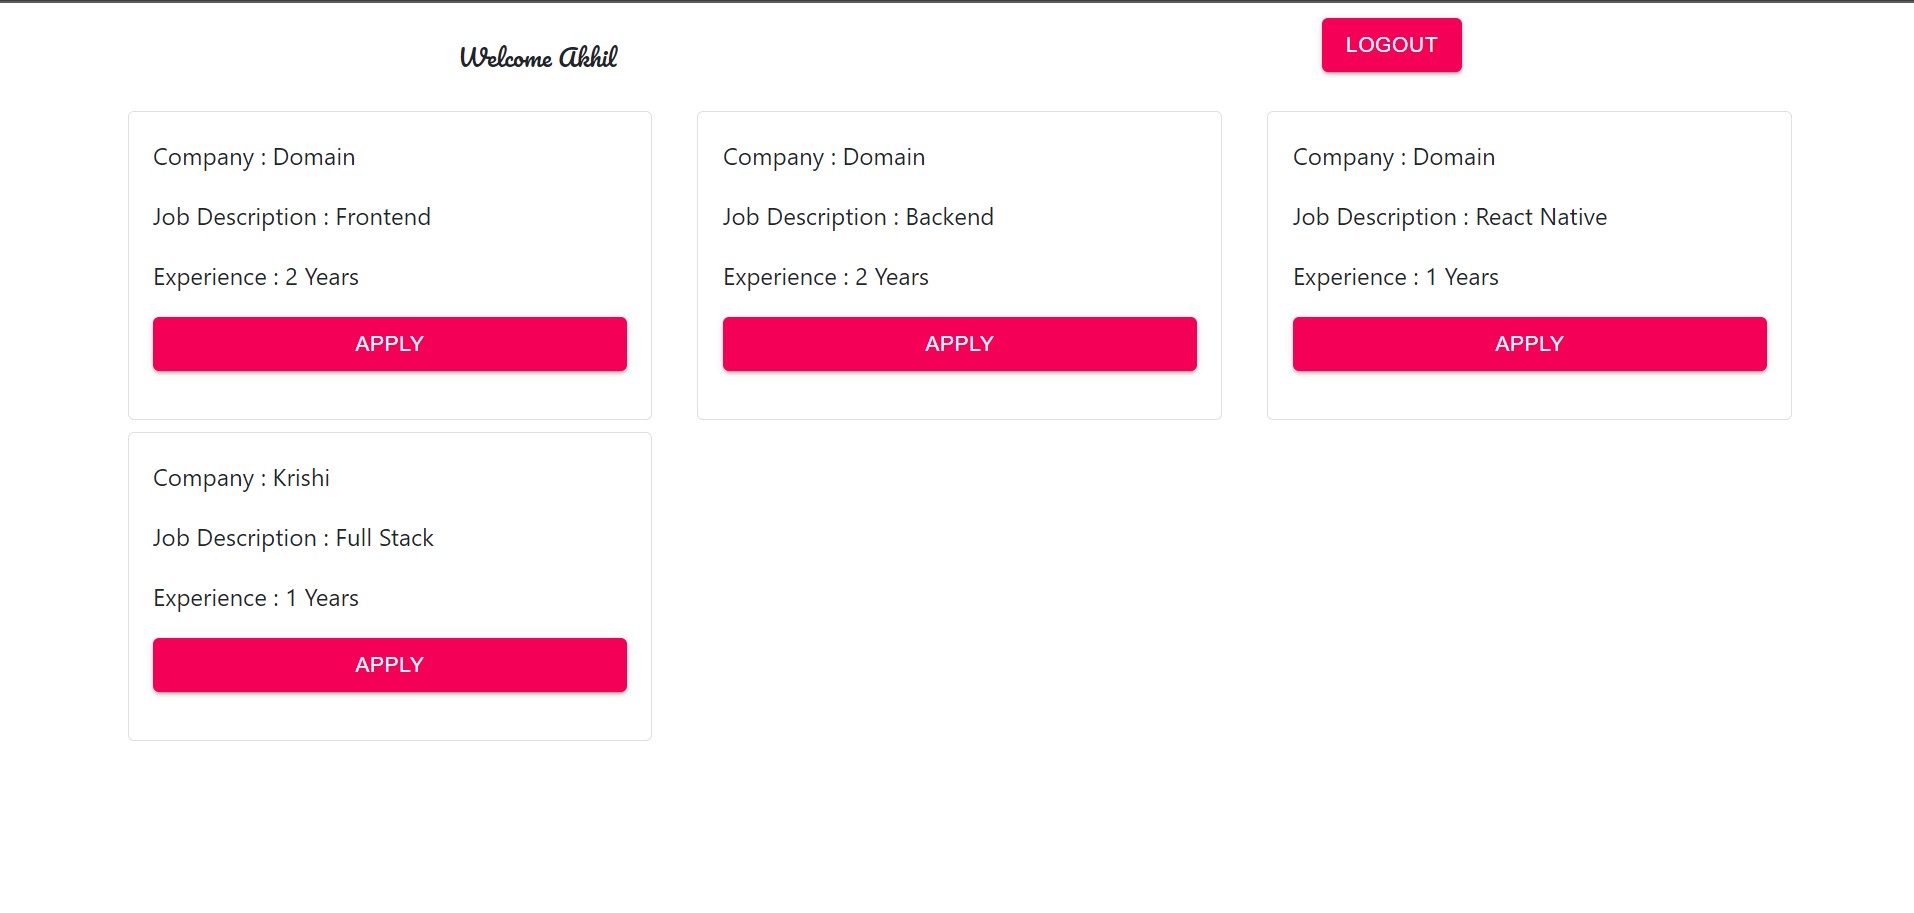 Welcome Akhil
LOGOUT
Company : Domain
Job Description : Frontend
Experience : 2 Years
APPLY
Company : Domain
Job Description : Backend
Experience : 2 Years
APPLY
Company : Domain
Job Description : React Native
Experience : 1 Years
APPLY
Company : Krishi
Job Description : Full Stack
Experience : 1 Years
APPLY